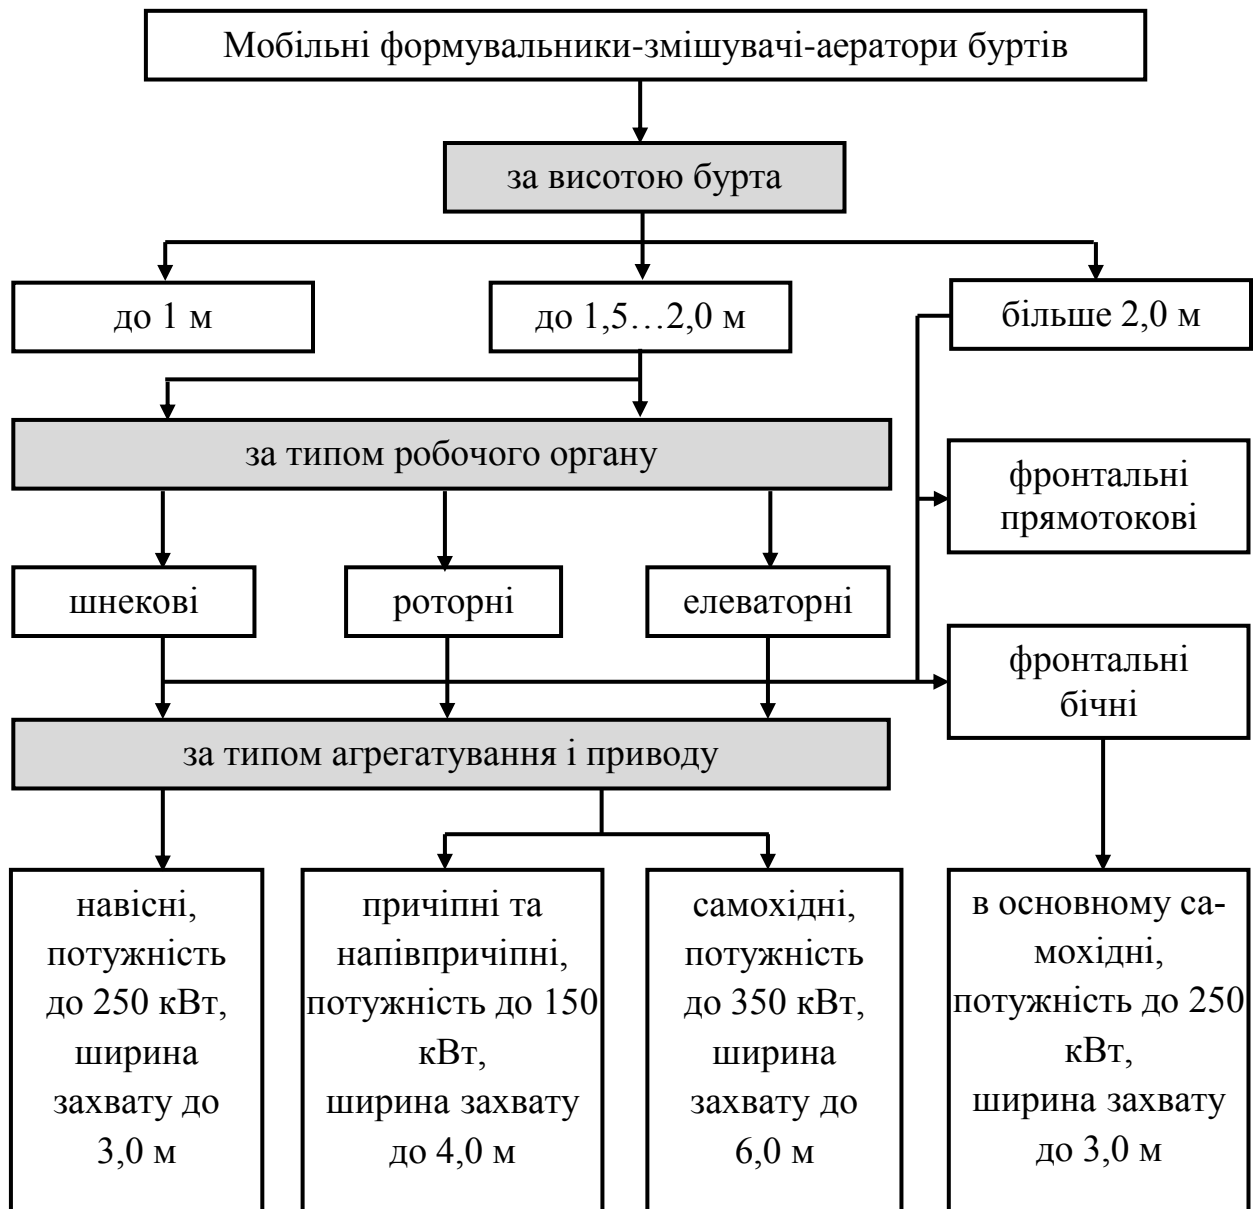 Мобільні формувальники-змішувачі-аератори буртів
за висотою бурта
до 1 м
до 1,5…2,0 м
більше 2,0 м
за типом робочого органу
фронтальні
прямотокові
шнекові
роторні
елеваторні
фронтальні
бічні
за типом агрегатування і приводу
навісні,
потужність
до 250 кВт,
ширина
захвату до
3,0 м
причіпні та
напівпричіпні,
потужність до 150
кВт,
ширина захвату
до 4,0 м
самохідні,
потужність
до 350 кВт,
ширина
захвату до
6,0 м
в основному са-
мохідні,
потужність до 250
кВт,
ширина захвату
до 3,0 м